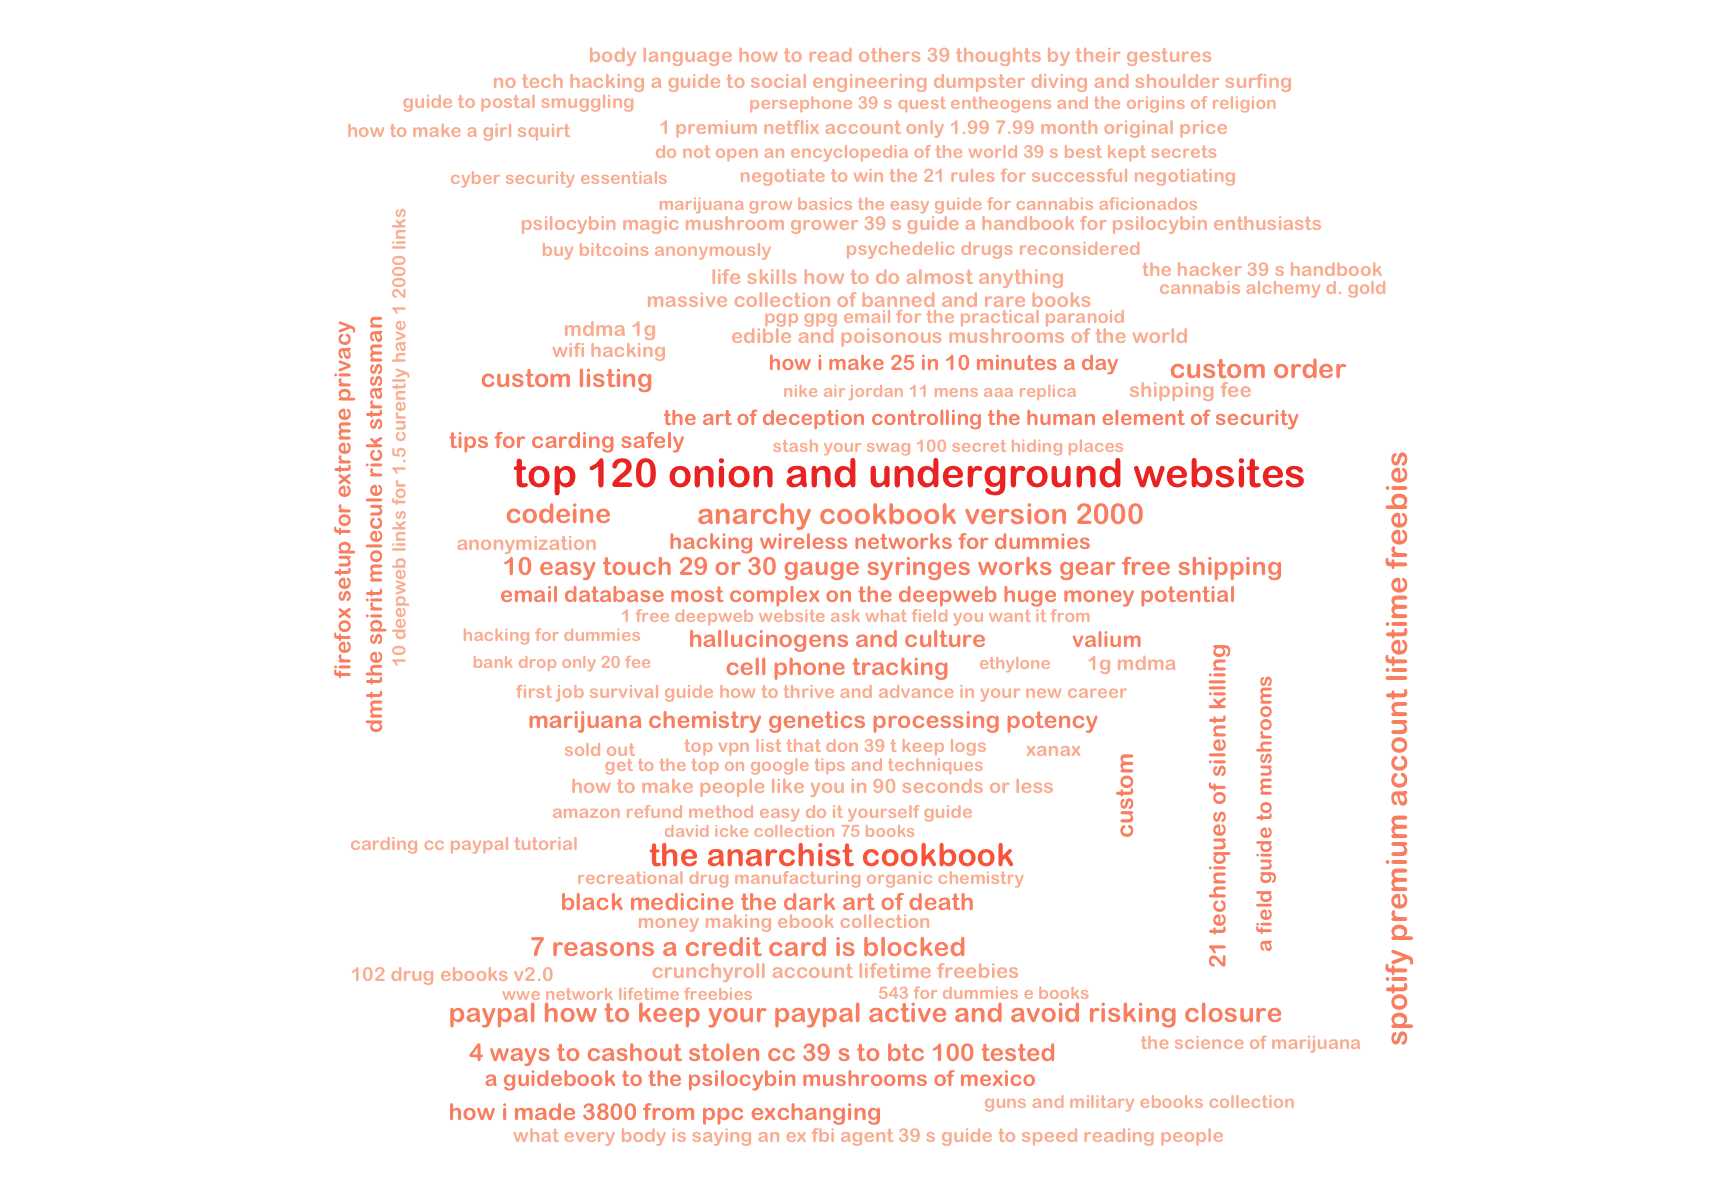 body language how to read others 39 thoughts by their gestures
no tech hacking a guide to social engineering dumpster diving and shoulder surfing
guide to postal smuggling
persephone 39 s quest entheogens and the origins of religion
how to make a girl squirt
1 premium netflix account only 1.99 7.99 month original price
do not open an encyclopedia of the world 39 s best kept secrets
cyber security essentials
negotiate to win the 21 rules for successful negotiating
marijuana grow basics the easy guide for cannabis aficionados
psilocybin magic mushroom grower 39 s guide a handbook for psilocybin enthusiasts
buy bitcoins anonymously
psychedelic drugs reconsidered
life skills how to do almost anything
the hacker 39 s handbook
cannabis alchemy d. gold
massive collection of banned and rare books
pgp gpg email for the practical paranoid
mdma 1g
edible and poisonous mushrooms of the world
wifi hacking
how i make 25 in 10 minutes a day
custom order
custom listing
nike air jordan 11 mens aaa replica
shipping fee
the art of deception controlling the human element of security
tips for carding safely
stash your swag 100 secret hiding places
firefox setup for extreme privacy
dmt the spirit molecule rick strassman
10 deepweb links for 1.5 curently have 1 2000 links
top 120 onion and underground websites
codeine
anarchy cookbook version 2000
anonymization
hacking wireless networks for dummies
10 easy touch 29 or 30 gauge syringes works gear free shipping
email database most complex on the deepweb huge money potential
1 free deepweb website ask what field you want it from
hacking for dummies
hallucinogens and culture
valium
bank drop only 20 fee
cell phone tracking
ethylone
1g mdma
first job survival guide how to thrive and advance in your new career
marijuana chemistry genetics processing potency
sold out
top vpn list that don 39 t keep logs
xanax
get to the top on google tips and techniques
how to make people like you in 90 seconds or less
custom
21 techniques of silent killing
a field guide to mushrooms
spotify premium account lifetime freebies
amazon refund method easy do it yourself guide
david icke collection 75 books
carding cc paypal tutorial
the anarchist cookbook
recreational drug manufacturing organic chemistry
black medicine the dark art of death
money making ebook collection
7 reasons a credit card is blocked
102 drug ebooks v2.0
crunchyroll account lifetime freebies
wwe network lifetime freebies
543 for dummies e books
paypal how to keep your paypal active and avoid risking closure
the science of marijuana
4 ways to cashout stolen cc 39 s to btc 100 tested
a guidebook to the psilocybin mushrooms of mexico
guns and military ebooks collection
how i made 3800 from ppc exchanging
what every body is saying an ex fbi agent 39 s guide to speed reading people